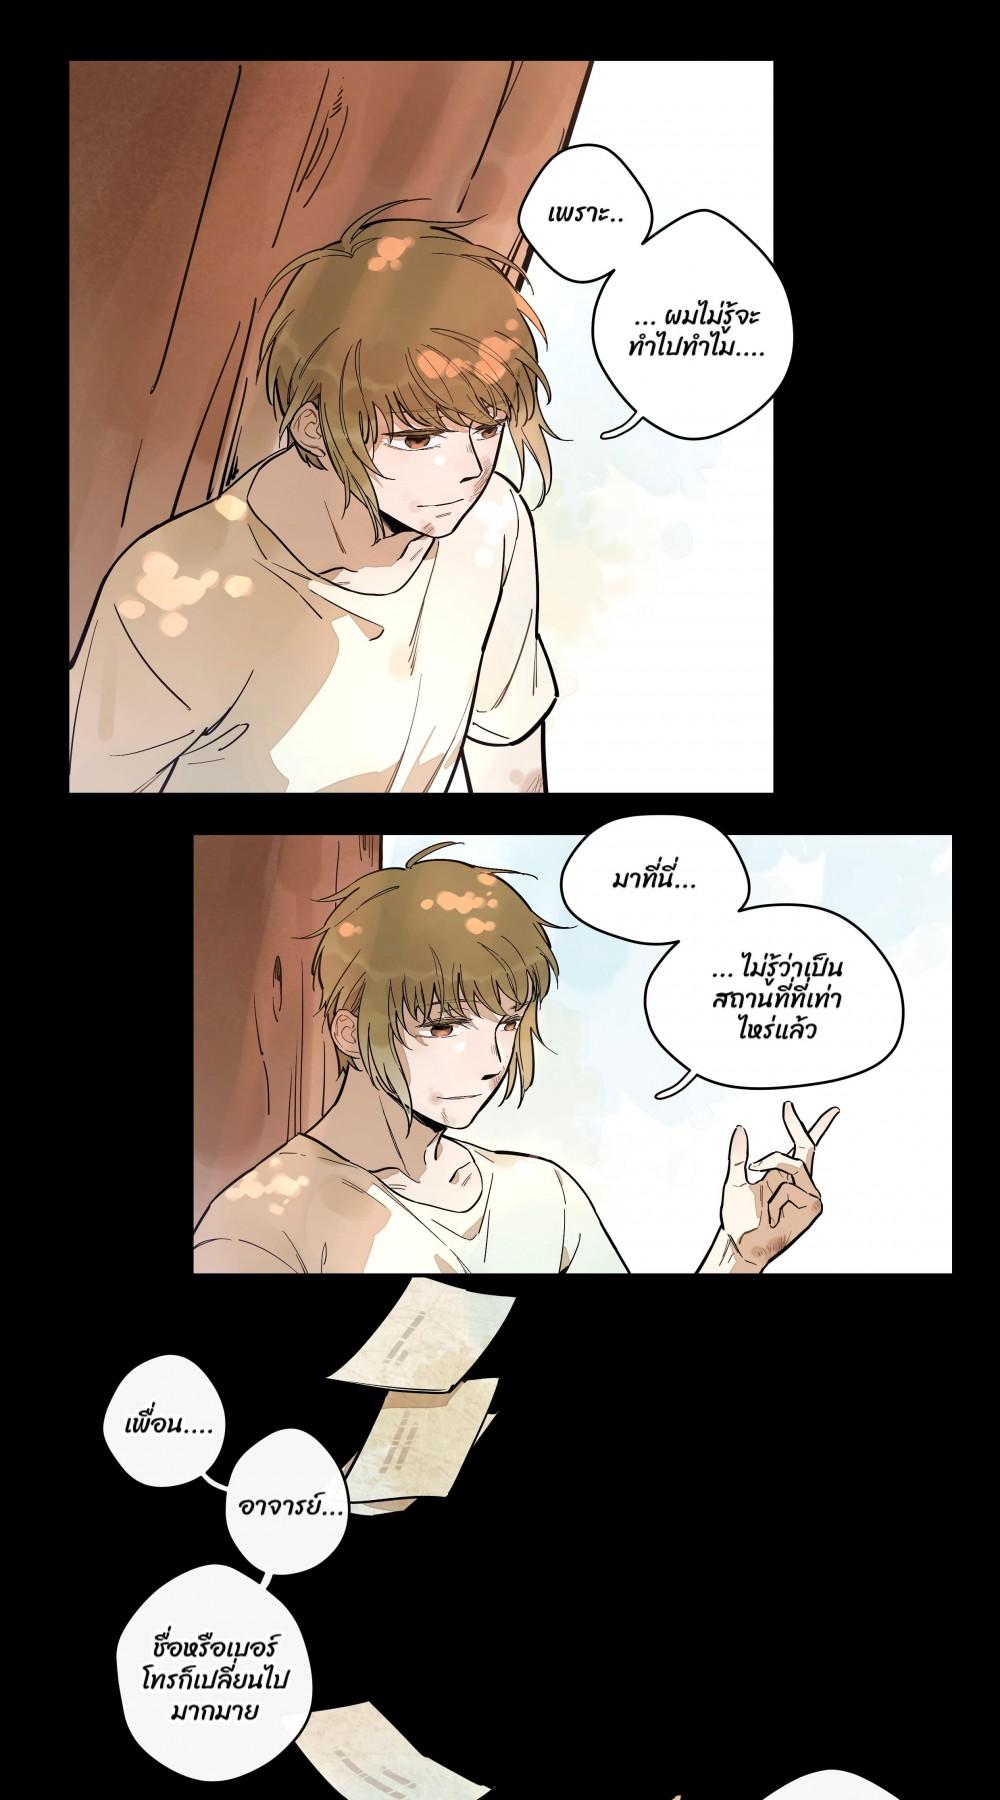 เพราะ..
... ผมไม่รู้จะ
ทำไปทำไม....
มาที่นี่...
... ไม่รู้ว่าเป็น
สถานที่ที่เท่า
ไหร่แล้ว
เพื่อน....
อาจารย์...
ชื่อหรือเบอร์
โทรก็เปลี่ยนไป
มากมาย